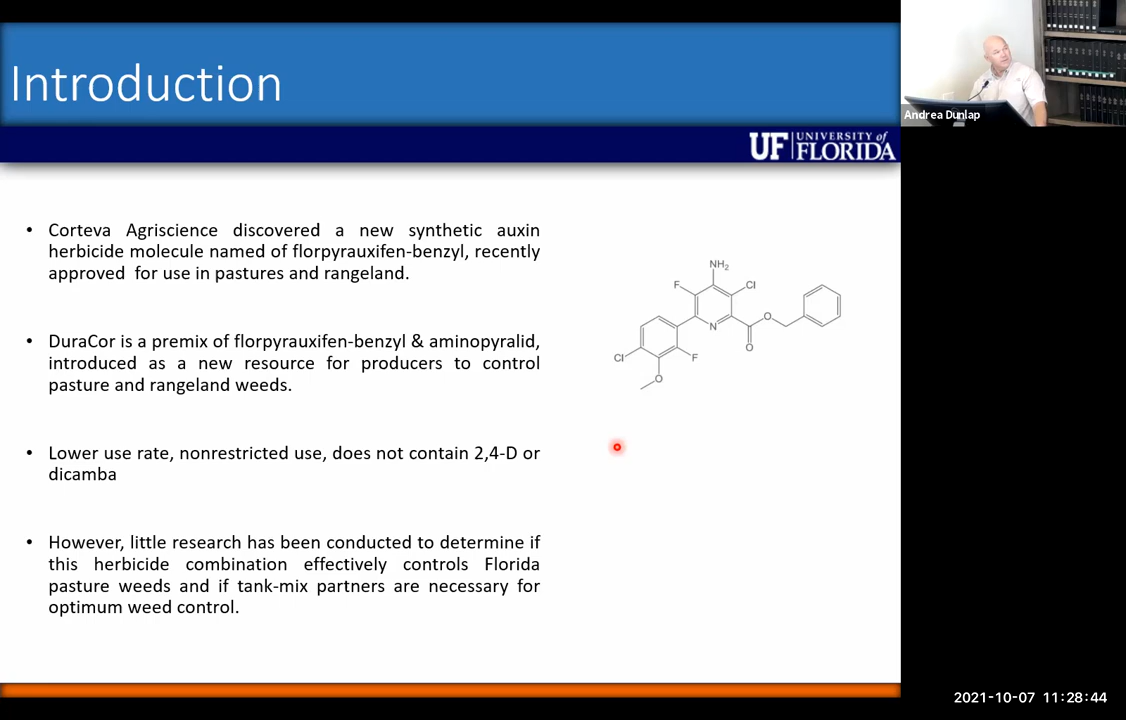 Introduction
Andrea Dunlap
UF UNIVERSITY of
FLORIDA
• Corteva Agriscience discovered a new synthetic auxin
herbicide molecule named of florpyrauxifen-benzyl, recently
approved for use in pastures and rangeland.
• DuraCor is a premix of florpyrauxifen-benzyl & aminopyralid,
introduced as a new resource for producers to control
pasture and rangeland weeds.
• Lower use rate, nonrestricted use, does not contain 2,4-D or
dicamba
• However, little research has been conducted to determine if
this herbicide combination effectively controls Florida
pasture weeds and if tank-mix partners are necessary for
optimum weed control.
NH₂
F Cl
O
N
O
Cl F
O
2021-10-07 11:28:44